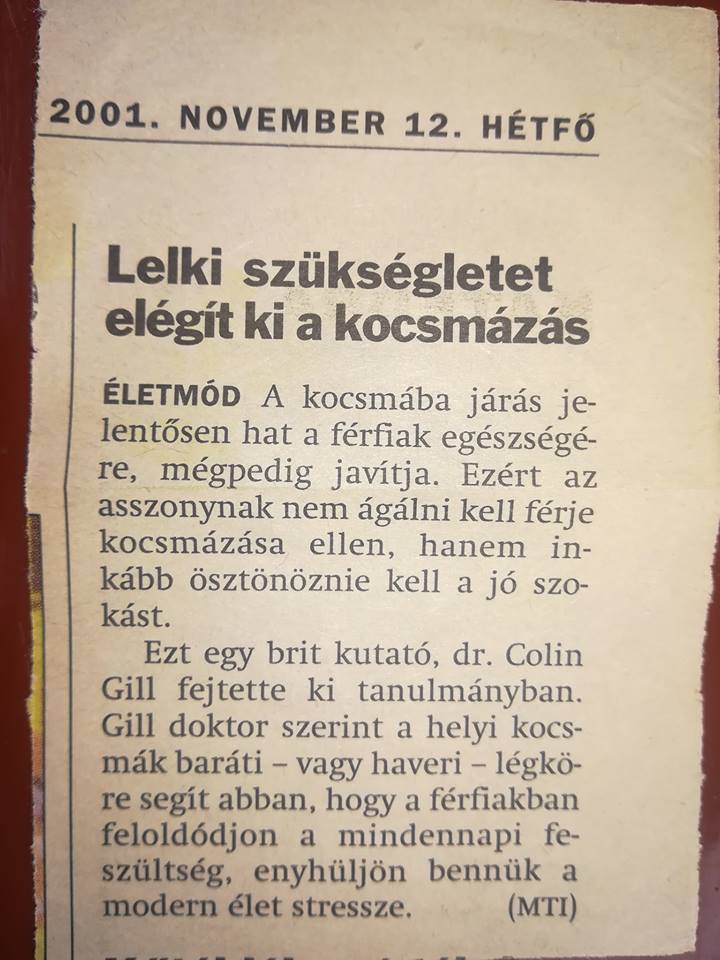 2001. NOVEMBER 12. HÉTFŐ
Lelki szükségletet
elégít ki a kocsmázás
ÉLETMÓD A kocsmába járás je-
lentősen hat a férfiak egészségé-
re, mégpedig javítja. Ezért az
asszonynak nem ágálni kell férje
kocsmázása ellen, hanem in-
kább ösztönöznie kell a jó szo-
kást.
Ezt egy brit kutató, dr. Colin
Gill fejtette ki tanulmányban.
Gill doktor szerint a helyi kocs-
mák baráti – vagy haveri – légkö-
re segít abban, hogy a férfiakban
feloldódjon a mindennapi fe-
szültség, enyhüljön bennük a
modern élet stressze. (MTI)